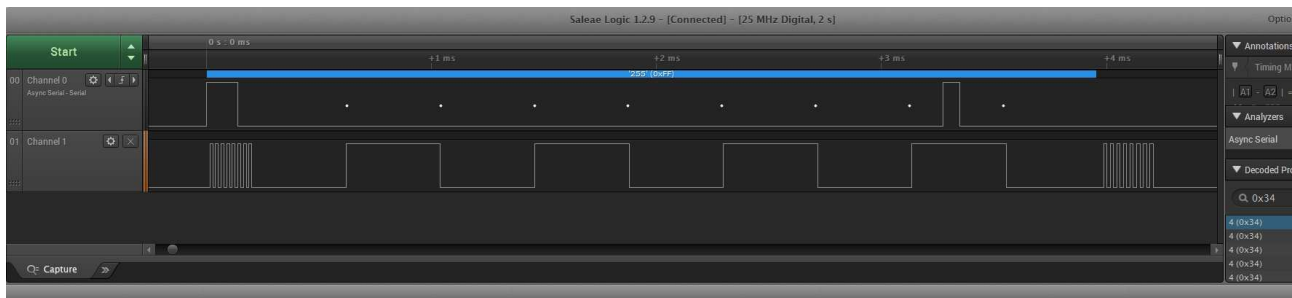 Saleae Logic 1.2.9 - [Connected] - [25 MHz Digital, 2 s]
Optio
Start
0 s : 0 ms
+1 ms
+2 ms
+3 ms
+4 ms
▼ Annotations
Timing M
| A1 - A2 | =
▼ Analyzers
Async Serial
▼ Decoded Pro
0x34
4 (0x34)
4 (0x34)
4 (0x34)
4 (0x34)
4 (0x34)
'255' (0xFF)
00 Channel 0
Async Serial - Serial
01 Channel 1
Capture